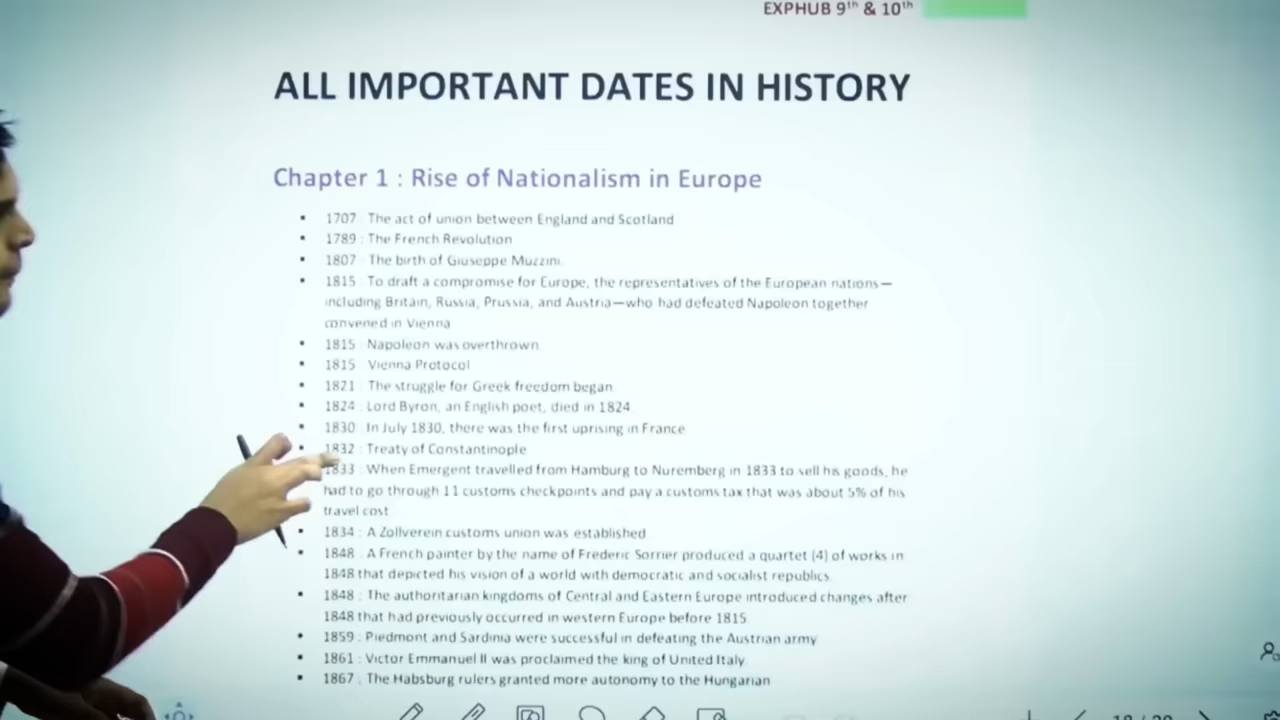 EXPHUB 9th & 10th
ALL IMPORTANT DATES IN HISTORY
Chapter 1 : Rise of Nationalism in Europe
▪ 1707 : The act of union between England and Scotland
▪ 1789 : The French Revolution
▪ 1807 : The birth of Giuseppe Muzzini.
▪ 1815 : To draft a compromise for Europe, the representatives of the European nations—
including Britain, Russia, Prussia, and Austria—who had defeated Napoleon together
convened in Vienna
▪ 1815 : Napoleon was overthrown
▪ 1815 : Vienna Protocol
▪ 1821 : The struggle for Greek freedom began
▪ 1824 : Lord Byron, an English poet, died in 1824
▪ 1830 : In July 1830, there was the first uprising in France
▪ 1832 : Treaty of Constantinople
1833 : When Emergent travelled from Hamburg to Nuremberg in 1833 to sell his goods, he
had to go through 11 customs checkpoints and pay a customs tax that was about 5% of his
travel cost
▪ 1834 : A Zollverein customs union was established
▪ 1848 : A French painter by the name of Frederic Sorrier produced a quartet (4) of works in
1848 that depicted his vision of a world with democratic and socialist republics
▪ 1848 : The authoritarian kingdoms of Central and Eastern Europe introduced changes after
1848 that had previously occurred in western Europe before 1815
▪ 1859 : Piedmont and Sardinia were successful in defeating the Austrian army
▪ 1861 : Victor Emmanuel II was proclaimed the king of United Italy
▪ 1867 : The Habsburg rulers granted more autonomy to the Hungarian